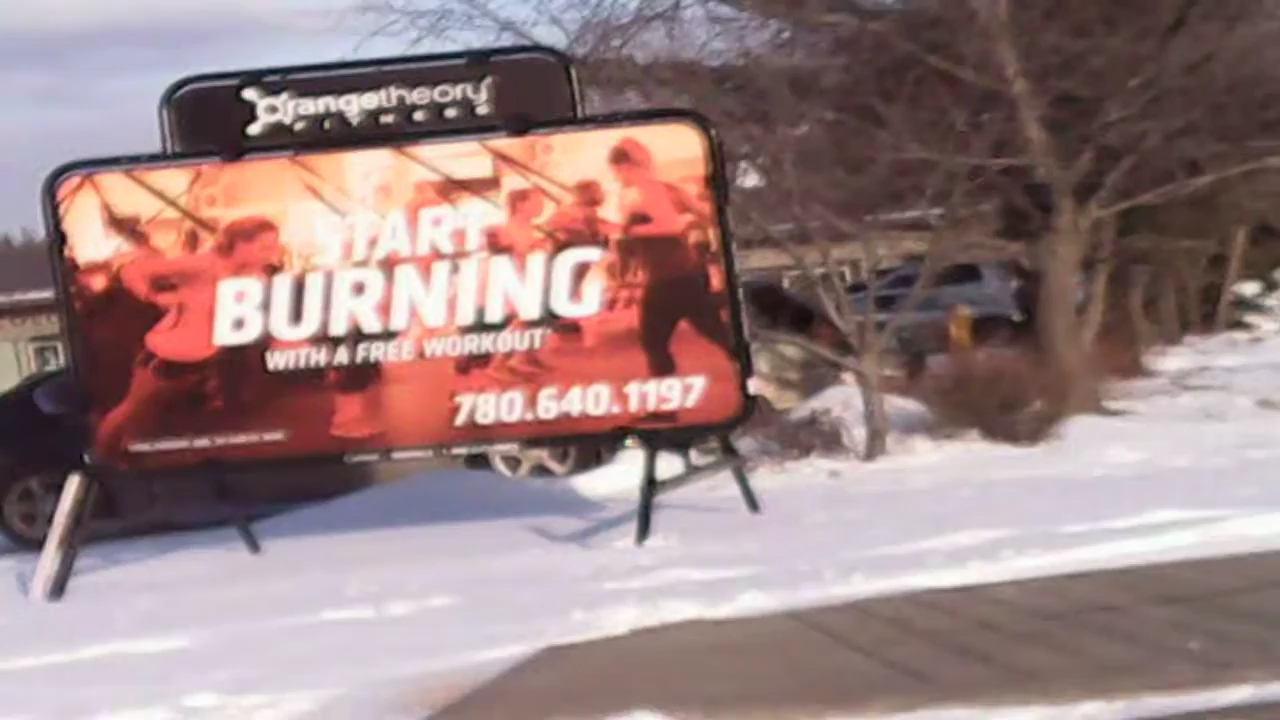 orangetheory
FITNESS
START
BURNING
WITH A FREE WORKOUT
780.640.1197